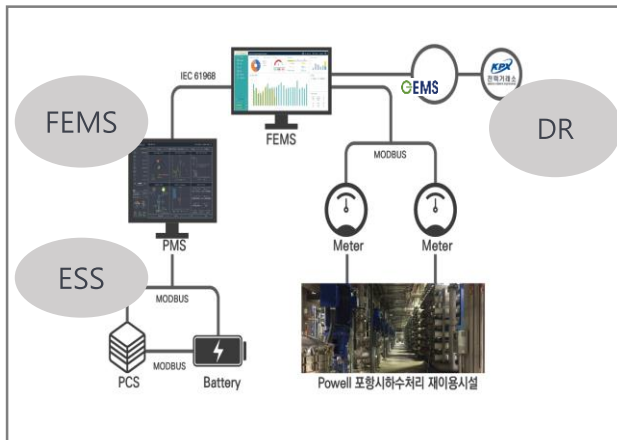 IEC 61968
GEMS
KPX
전력거래소
FEMS
FEMS
DR
MODBUS
PMS
Meter
Meter
ESS
MODBUS
MODBUS
PCS
Battery
Powell 포항시하수처리 재이용시설